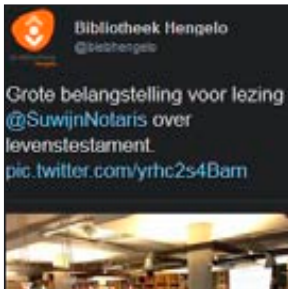 Bibliotheek Hengelo
@biebhengelo
Grote belangstelling voor lezing
@SuwijnNotaris over
levenstestament.
pic.twitter.com/yrhc2s4Bam